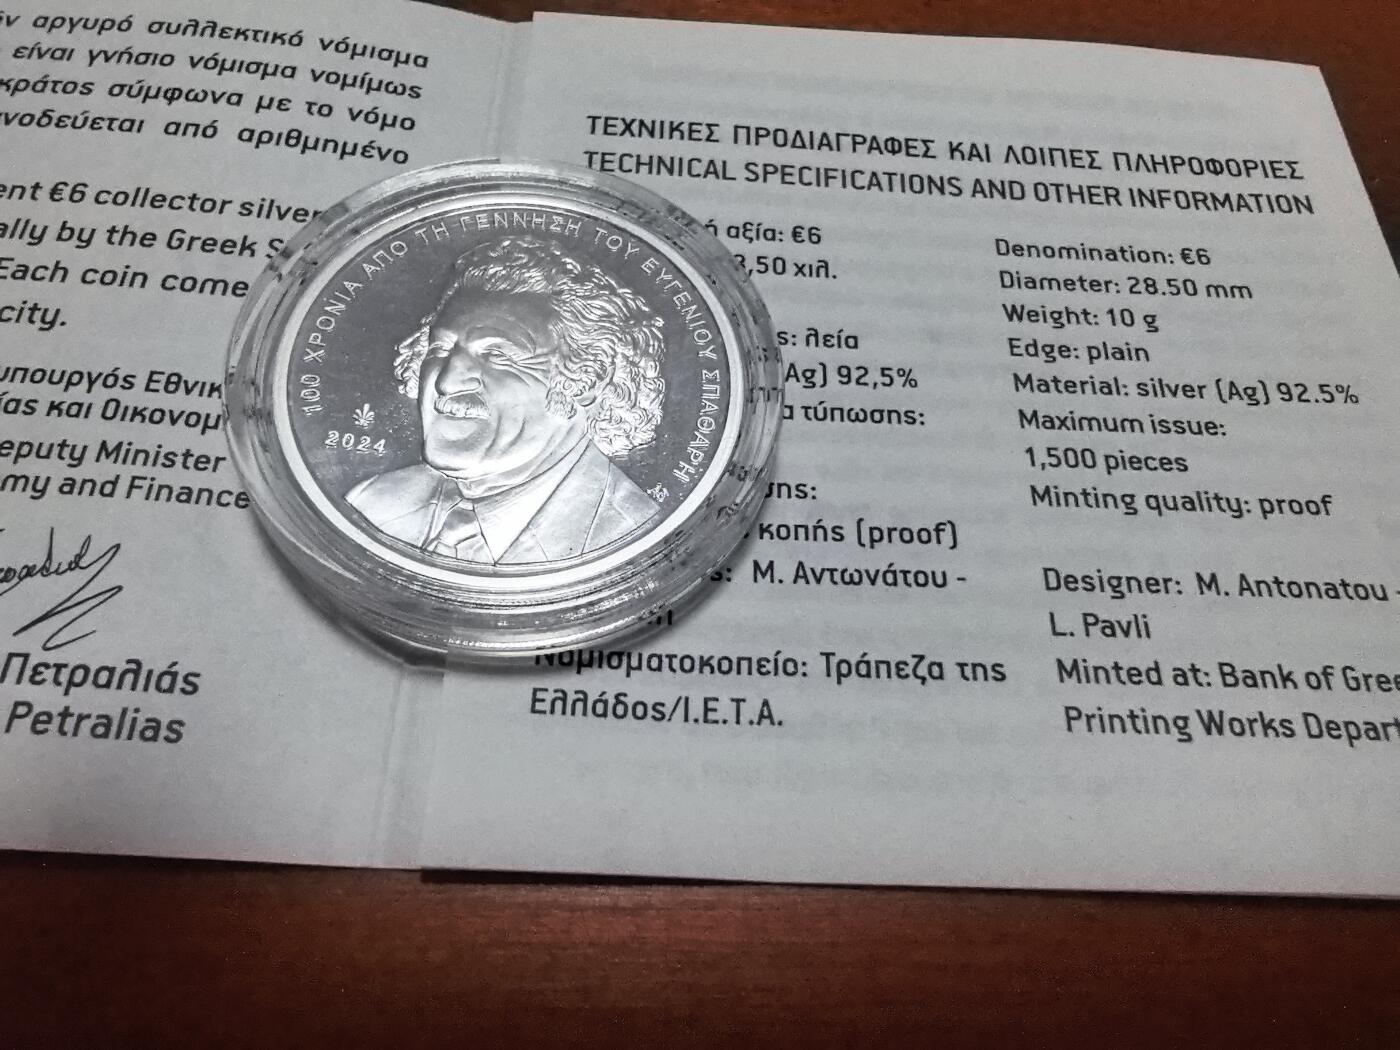 αργυρό συλλεκτικό νόμισμα
είναι γνήσιο νόμισμα νομίμως
κράτος σύμφωνα με το νόμο
νοδεύεται από αριθμημένο
ent €6 collector silver
ally by the Greek S
Each coin come
city.
υπουργός Εθνικ
ίας και Οικονομ
eputy Minister
my and Finance
Πετραλιάς
Petralias
100 ΧΡΟΝΙΑ ΑΠΟ ΤΗ ΓΕΝΝΗΣΗ ΤΟΥ ΕΥΓΕΝΙΟΥ ΣΠΑΘΑΡΗ
2024
ΤΕΧΝΙΚΕΣ ΠΡΟΔΙΑΓΡΑΦΕΣ ΚΑΙ ΛΟΙΠΕΣ ΠΛΗΡΟΦΟΡΙΕΣ
TECHNICAL SPECIFICATIONS AND OTHER INFORMATION
ή αξία: €6
8,50 χιλ.
ς: λεία
Ag) 92,5%
α τύπωσης:
σης:
κοπής (proof)
ς: Μ. Αντωνάτου -
Νομισματοκοπείο: Τράπεζα της
Ελλάδος/Ι.Ε.Τ.Α.
Denomination: €6
Diameter: 28.50 mm
Weight: 10 g
Edge: plain
Material: silver (Ag) 92.5%
Maximum issue:
1,500 pieces
Minting quality: proof
Designer: M. Antonatou -
L. Pavli
Minted at: Bank of Gree
Printing Works Depart